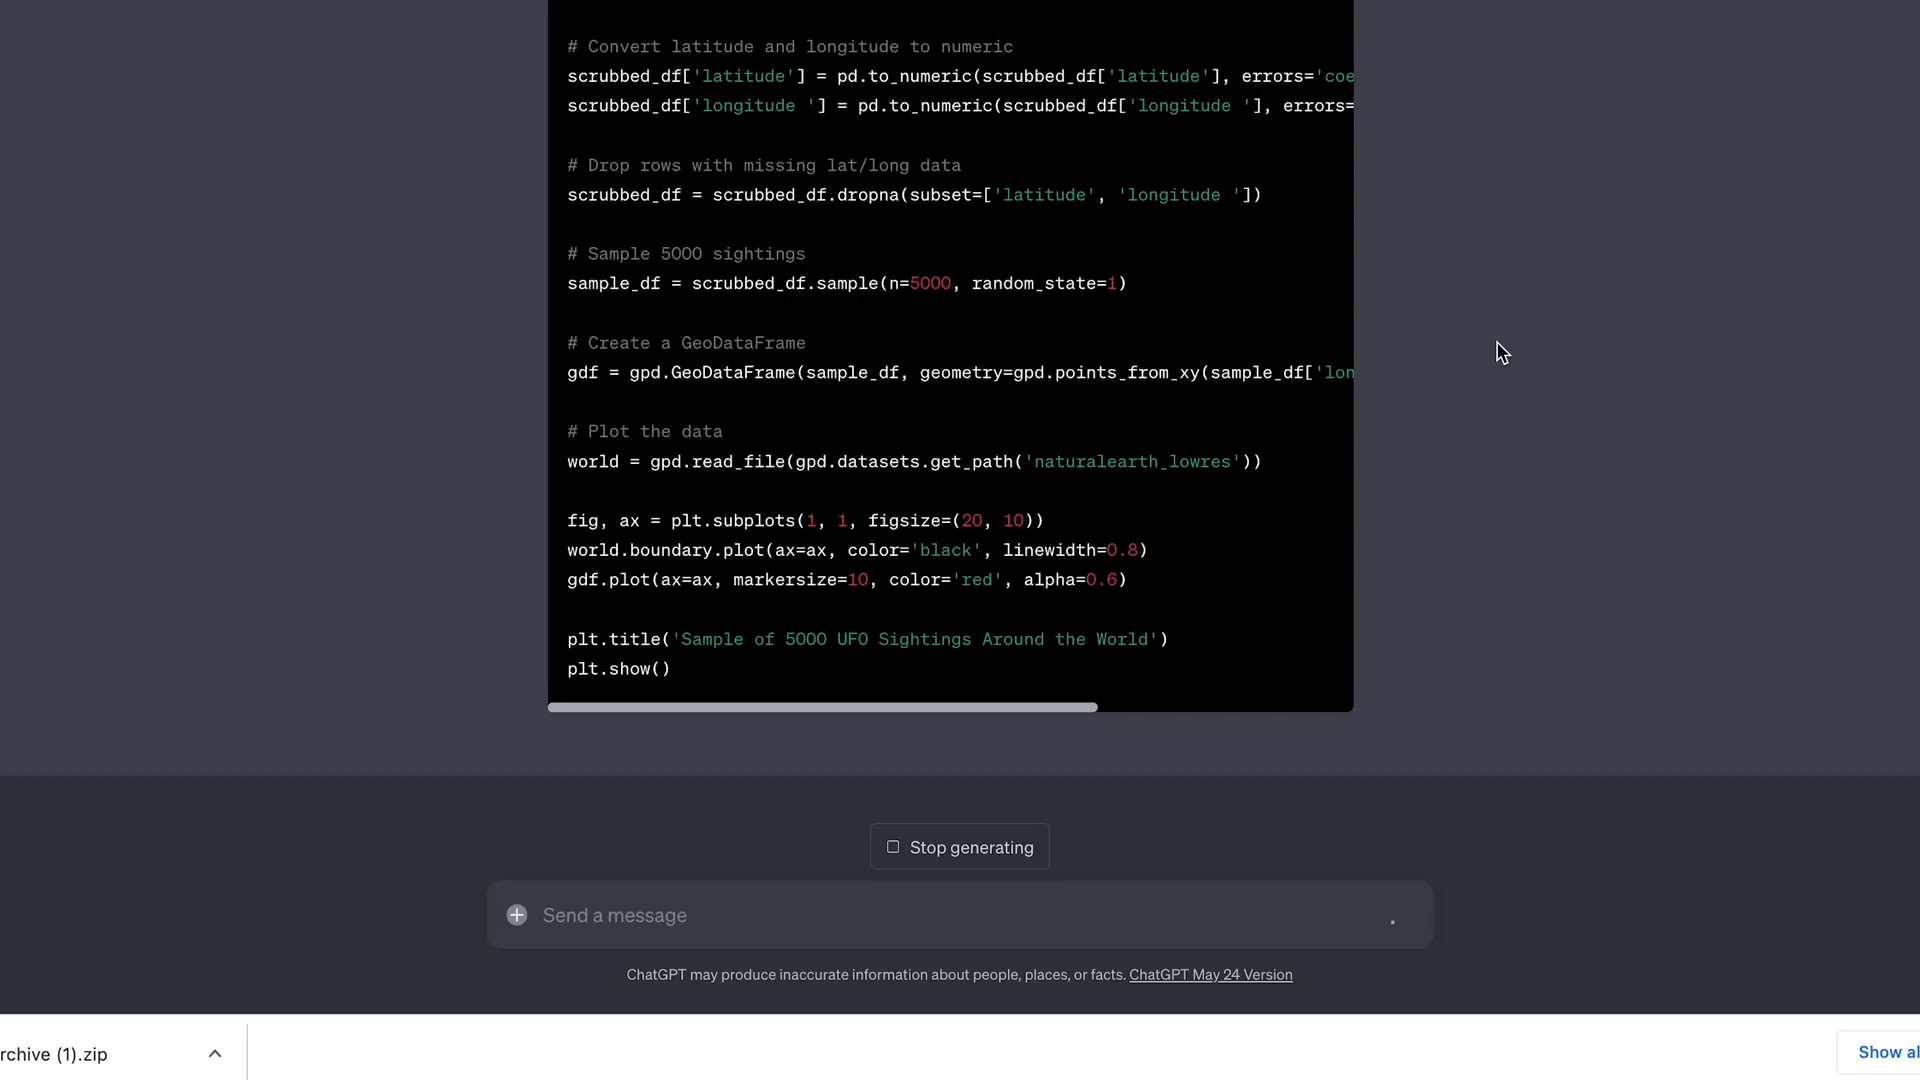 # Convert latitude and longitude to numeric
scrubbed_df['latitude'] = pd.to_numeric(scrubbed_df['latitude'], errors='coe
scrubbed_df['longitude '] = pd.to_numeric(scrubbed_df['longitude '], errors=
# Drop rows with missing lat/long data
scrubbed_df = scrubbed_df.dropna(subset=['latitude', 'longitude '])
# Sample 5000 sightings
sample_df = scrubbed_df.sample(n=5000, random_state=1)
# Create a GeoDataFrame
gdf = gpd.GeoDataFrame(sample_df, geometry=gpd.points_from_xy(sample_df['lon
# Plot the data
world = gpd.read_file(gpd.datasets.get_path('naturalearth_lowres'))
fig, ax = plt.subplots(1, 1, figsize=(20, 10))
world.boundary.plot(ax=ax, color='black', linewidth=0.8)
gdf.plot(ax=ax, markersize=10, color='red', alpha=0.6)
plt.title('Sample of 5000 UFO Sightings Around the World')
plt.show()
Stop generating
Send a message
ChatGPT may produce inaccurate information about people, places, or facts. ChatGPT May 24 Version
rchive (1).zip
Show al